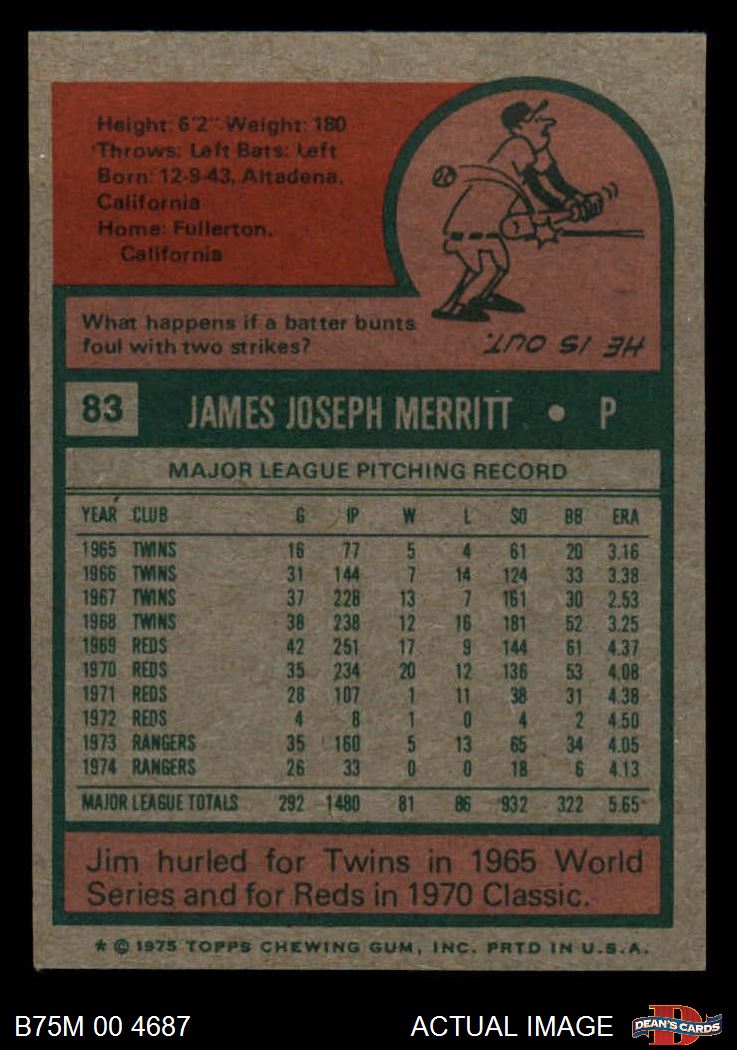 Height: 6'2" Weight: 180
Throws: Left Bats: Left
Born: 12-9-43, Altadena,
California
Home: Fullerton,
California
What happens if a batter bunts
foul with two strikes?
HE IS OUT.
83 JAMES JOSEPH MERRITT • P
MAJOR LEAGUE PITCHING RECORD
YEAR CLUB G IP W L SO BB ERA
1965 TWINS 16 77 5 4 61 20 3.16
1966 TWINS 31 144 7 14 124 33 3.38
1967 TWINS 37 228 13 7 161 30 2.53
1968 TWINS 38 238 12 16 181 52 3.25
1969 REDS 42 251 17 9 144 61 4.37
1970 REDS 35 234 20 12 136 53 4.08
1971 REDS 28 107 1 11 38 31 4.38
1972 REDS 4 8 1 0 4 2 4.50
1973 RANGERS 35 160 5 13 65 34 4.05
1974 RANGERS 26 33 0 0 18 6 4.13
MAJOR LEAGUE TOTALS 292 1480 81 86 932 322 5.65
Jim hurled for Twins in 1965 World
Series and for Reds in 1970 Classic.
* © 1975 TOPPS CHEWING GUM, INC. PRTD IN U.S.A.
B75M 00 4687 ACTUAL IMAGE DEAN'S CARDS